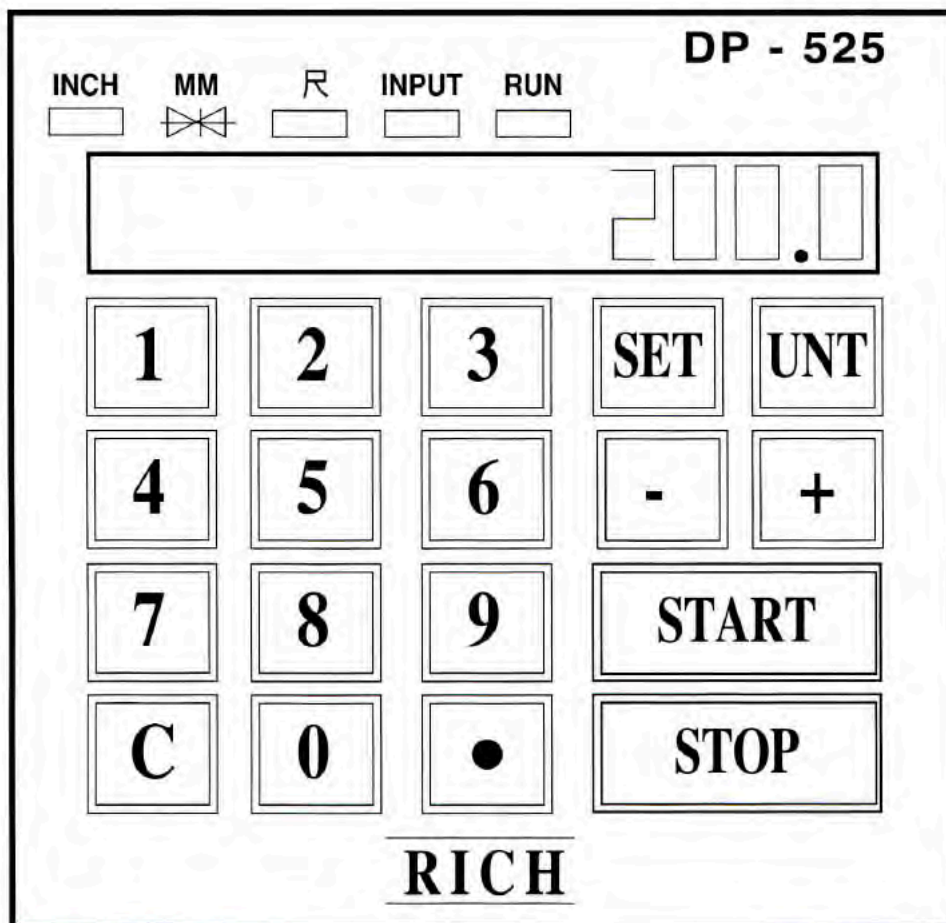 DP - 525
INCH MM 尺 INPUT RUN
200.0
1 2 3 SET UNT
4 5 6 - +
7 8 9 START
C 0 • STOP
RICH